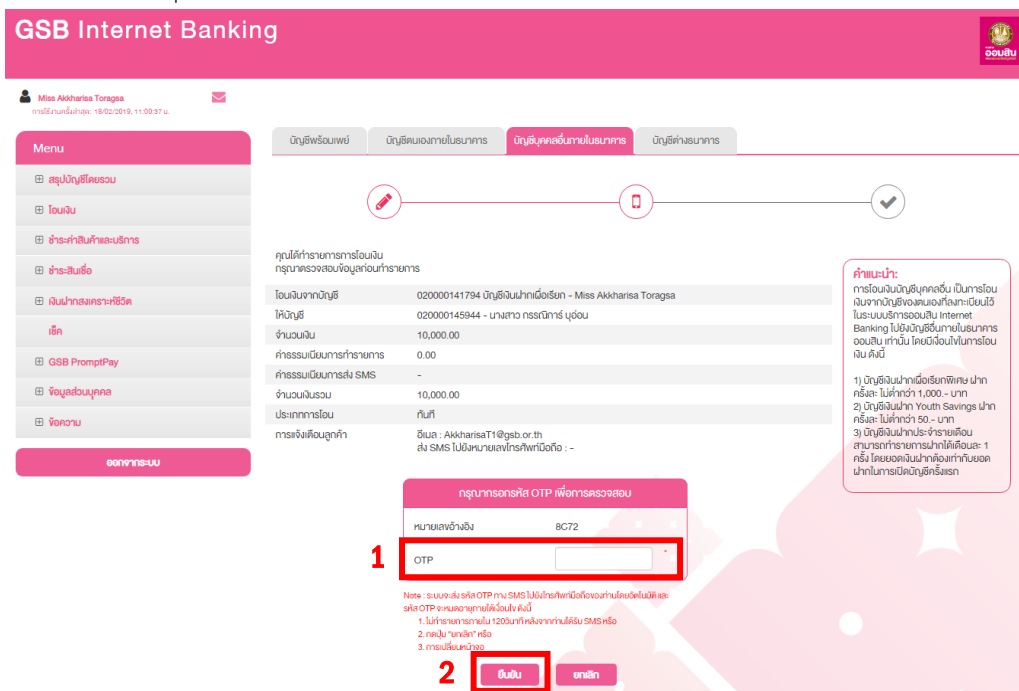 GSB Internet Banking
ออมสิน
Miss Akkharisa Toragsa
การใช้งานครั้งล่าสุด: 18/02/2019, 11:00:37 น.
Menu
สรุปบัญชีโดยรวม
โอนเงิน
ชำระค่าสินค้าและบริการ
ชำระสินเชื่อ
เงินฝากสงเคราะห์ชีวิต
เช็ค
GSB PromptPay
ข้อมูลส่วนบุคคล
ข้อความ
ออกจากระบบ
บัญชีพร้อมเพย์ บัญชีตนเองภายในธนาคาร บัญชีบุคคลอื่นภายในธนาคาร บัญชีต่างธนาคาร
คุณได้ทำรายการการโอนเงิน
กรุณาตรวจสอบข้อมูลก่อนทำรายการ
โอนเงินจากบัญชี 020000141794 บัญชีเงินฝากเผื่อเรียก - Miss Akkharisa Toragsa
ให้บัญชี 020000145944 - นางสาว กรรณิการ์ บุอ่อน
จำนวนเงิน 10,000.00
ค่าธรรมเนียมการทำรายการ 0.00
ค่าธรรมเนียมการส่ง SMS -
จำนวนเงินรวม 10,000.00
ประเภทการโอน ทันที
การแจ้งเตือนลูกค้า อีเมล : AkkharisaT1@gsb.or.th
ส่ง SMS ไปยังหมายเลขโทรศัพท์มือถือ : -
คำแนะนำ:
การโอนเงินบัญชีบุคคลอื่น เป็นการโอน
เงินจากบัญชีของตนเองที่ลงทะเบียนไว้
ในระบบบริการออมสิน Internet
Banking ไปยังบัญชีอื่นภายในธนาคาร
ออมสิน เท่านั้น โดยมีเงื่อนไขในการโอน
เงิน ดังนี้
1) บัญชีเงินฝากเผื่อเรียกพิเศษ ฝาก
ครั้งละ ไม่ต่ำกว่า 1,000.- บาท
2) บัญชีเงินฝาก Youth Savings ฝาก
ครั้งละ ไม่ต่ำกว่า 50.- บาท
3) บัญชีเงินฝากประจำรายเดือน
สามารถทำรายการฝากได้เดือนละ 1
ครั้ง โดยยอดเงินฝากต้องเท่ากับยอด
ฝากในการเปิดบัญชีครั้งแรก
กรุณากรอกรหัส OTP เพื่อการตรวจสอบ
หมายเลขอ้างอิง 8C72
1
OTP *
Note : ระบบจะส่ง รหัส OTP ทาง SMS ไปยังโทรศัพท์มือถือของท่านโดยอัตโนมัติ และ
รหัส OTP จะหมดอายุภายใต้เงื่อนไข ดังนี้
1. ไม่ทำรายการภายใน 120วินาที หลังจากท่านได้รับ SMS หรือ
2. กดปุ่ม "ยกเลิก" หรือ
3. การเปลี่ยนหน้าจอ
2
ยืนยัน ยกเลิก